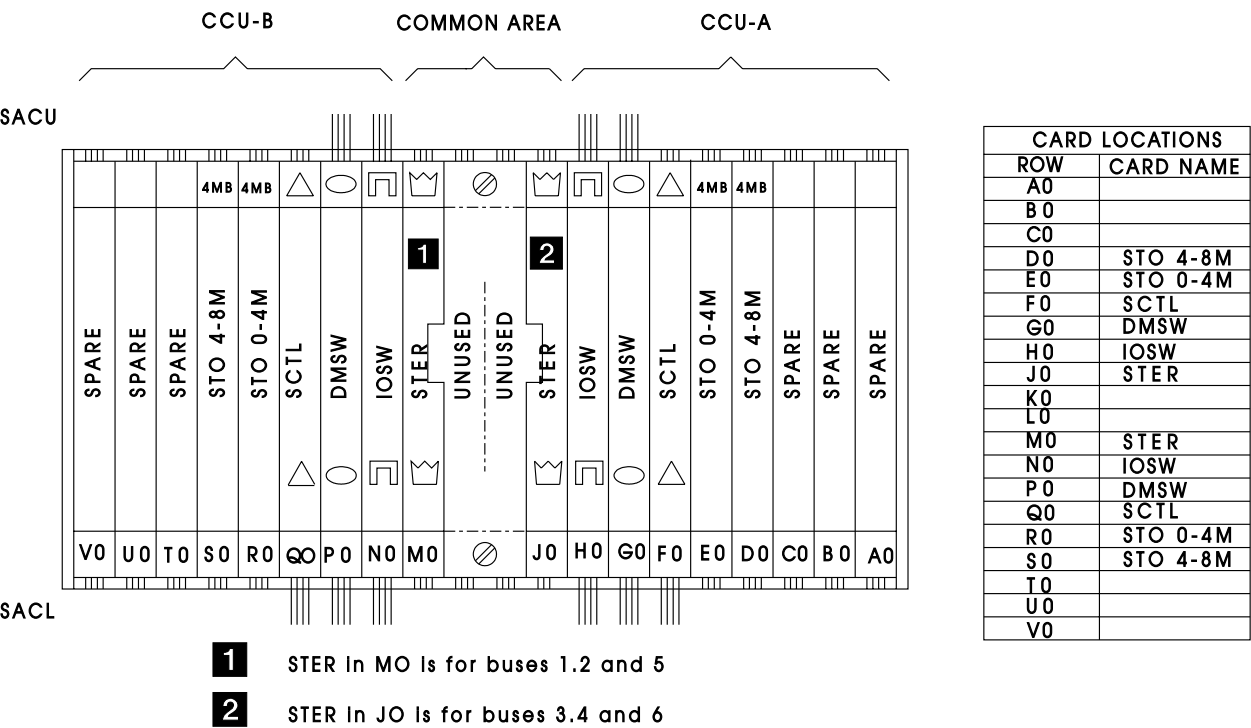 CCU-B COMMON AREA CCU-A
SACU
4MB 4MB 4MB 4MB
1 2
SPARE SPARE SPARE STO 4-8M STO 0-4M SCTL DMSW IOSW STER UNUSED UNUSED STER IOSW DMSW SCTL STO 0-4M STO 4-8M SPARE SPARE SPARE
V0 U0 T0 S0 R0 QO P0 N0 M0 J0 H0 G0 F0 E0 D0 C0 B0 A0
SACL
1 STER in MO is for buses 1.2 and 5
2 STER in JO is for buses 3.4 and 6
CARD LOCATIONS
ROW CARD NAME
A0
B0
C0
D0 STO 4-8M
E0 STO 0-4M
F0 SCTL
G0 DMSW
H0 IOSW
J0 STER
K0
L0
M0 STER
N0 IOSW
P0 DMSW
Q0 SCTL
R0 STO 0-4M
S0 STO 4-8M
T0
U0
V0